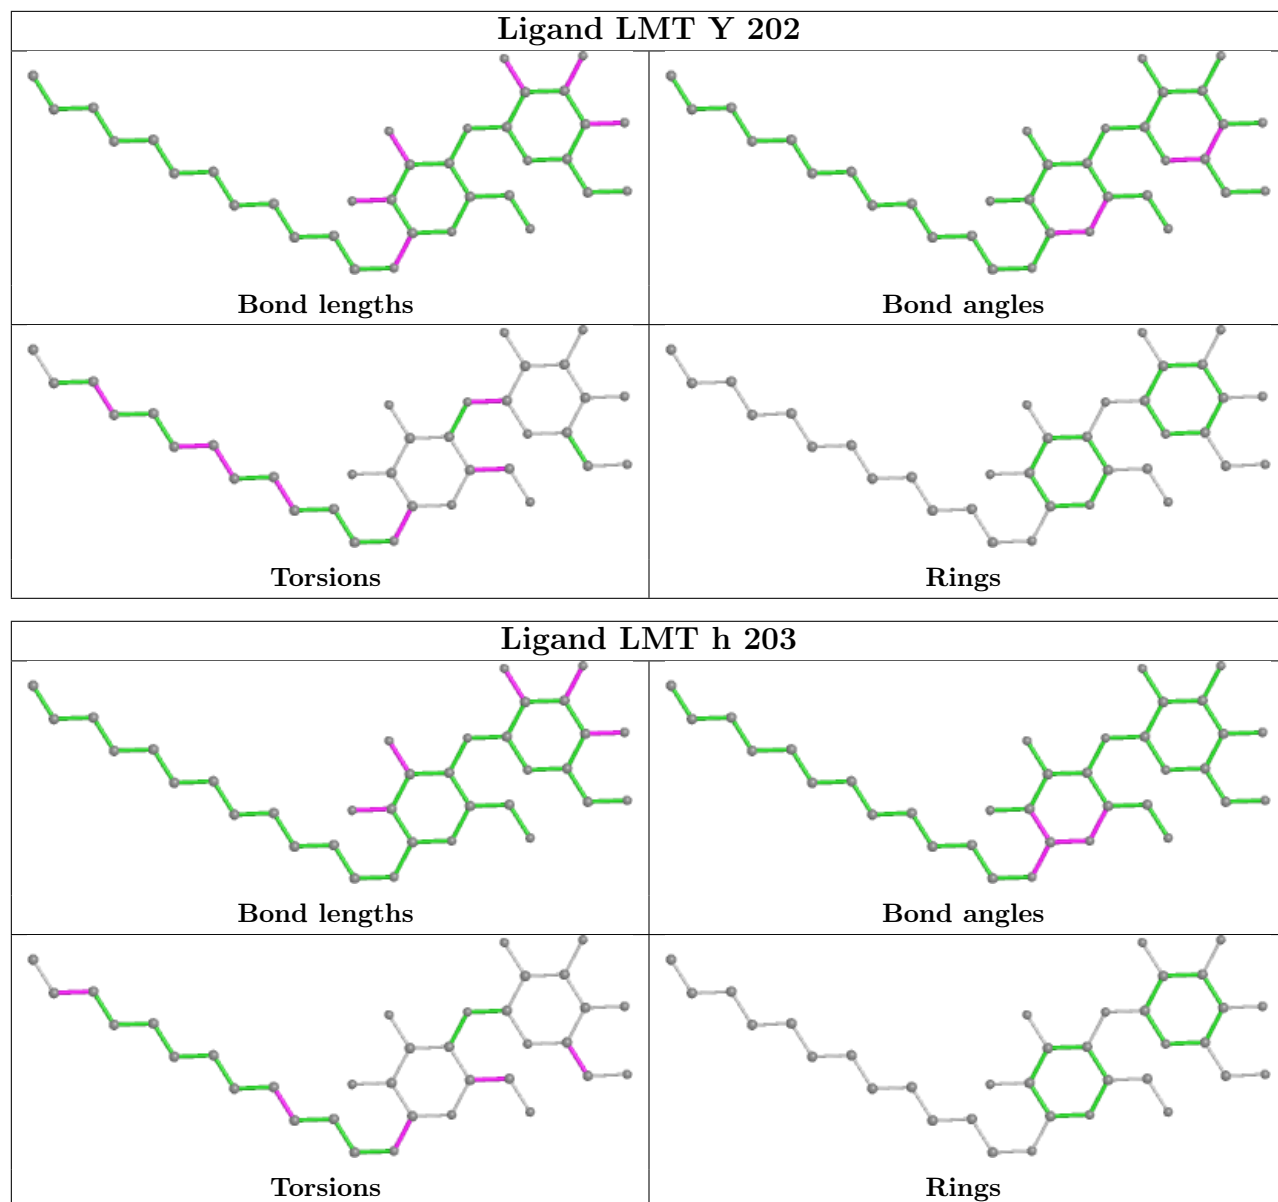 Ligand LMT Y 202
Bond lengths
Bond angles
Torsions
Rings
Ligand LMT h 203
Bond lengths
Bond angles
Torsions
Rings